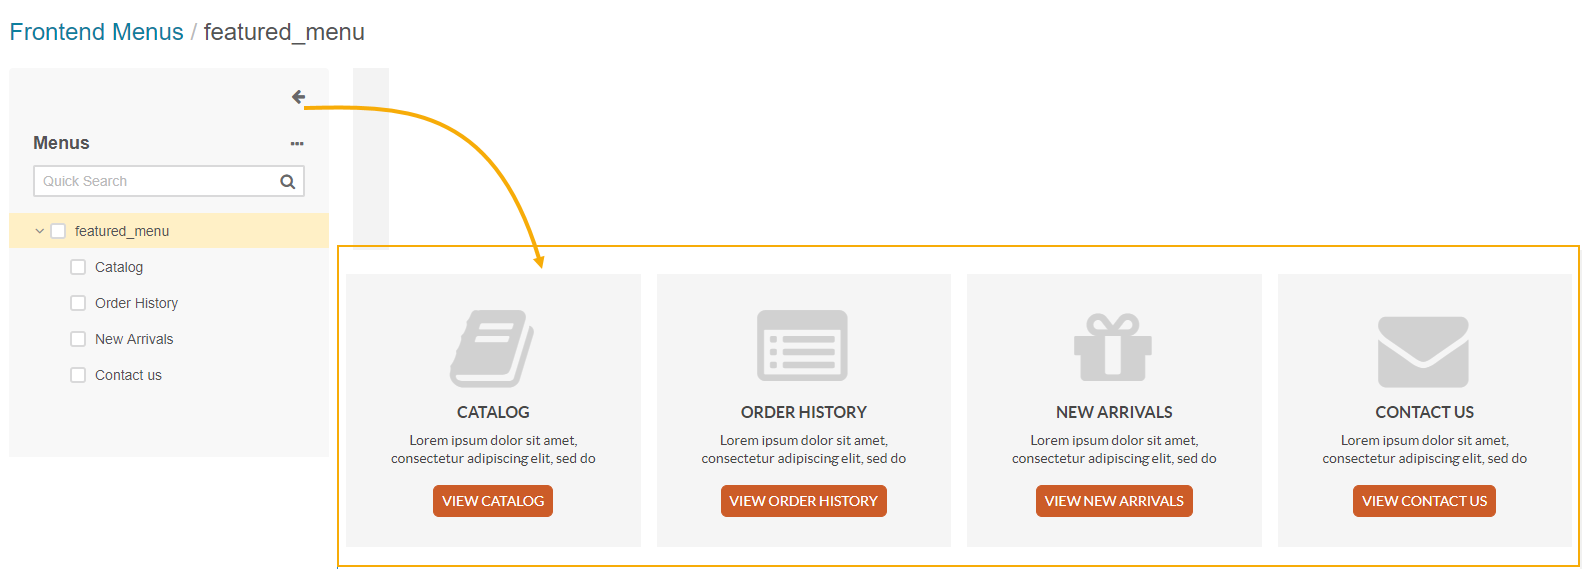 Frontend Menus / featured_menu
Menus
Quick Search
featured_menu
Catalog
Order History
New Arrivals
Contact us
CATALOG
Lorem ipsum dolor sit amet,
consectetur adipiscing elit, sed do
VIEW CATALOG
ORDER HISTORY
Lorem ipsum dolor sit amet,
consectetur adipiscing elit, sed do
VIEW ORDER HISTORY
NEW ARRIVALS
Lorem ipsum dolor sit amet,
consectetur adipiscing elit, sed do
VIEW NEW ARRIVALS
CONTACT US
Lorem ipsum dolor sit amet,
consectetur adipiscing elit, sed do
VIEW CONTACT US